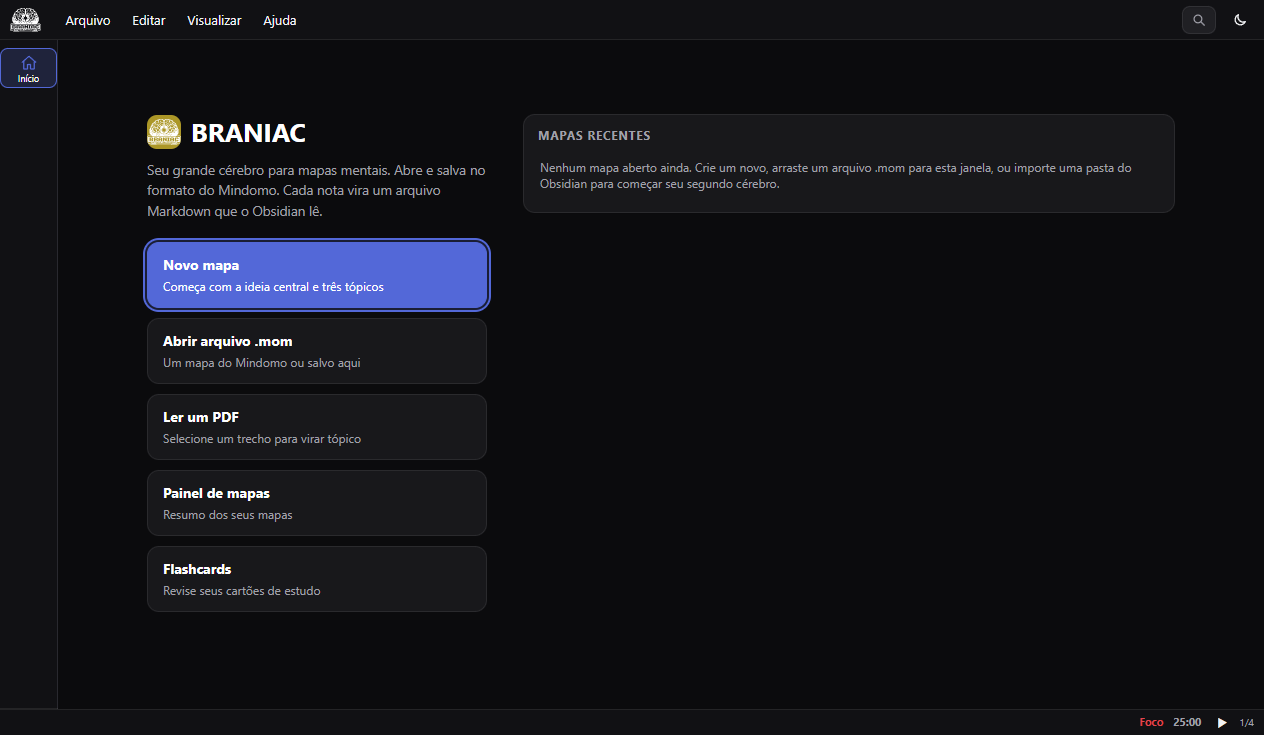 Arquivo Editar Visualizar Ajuda
Início
BRANIAC
Seu grande cérebro para mapas mentais. Abre e salva no
formato do Mindomo. Cada nota vira um arquivo
Markdown que o Obsidian lê.
Novo mapa
Começa com a ideia central e três tópicos
Abrir arquivo .mom
Um mapa do Mindomo ou salvo aqui
Ler um PDF
Selecione um trecho para virar tópico
Painel de mapas
Resumo dos seus mapas
Flashcards
Revise seus cartões de estudo
MAPAS RECENTES
Nenhum mapa aberto ainda. Crie um novo, arraste um arquivo .mom para esta janela, ou importe uma pasta do
Obsidian para começar seu segundo cérebro.
Foco 25:00 1/4